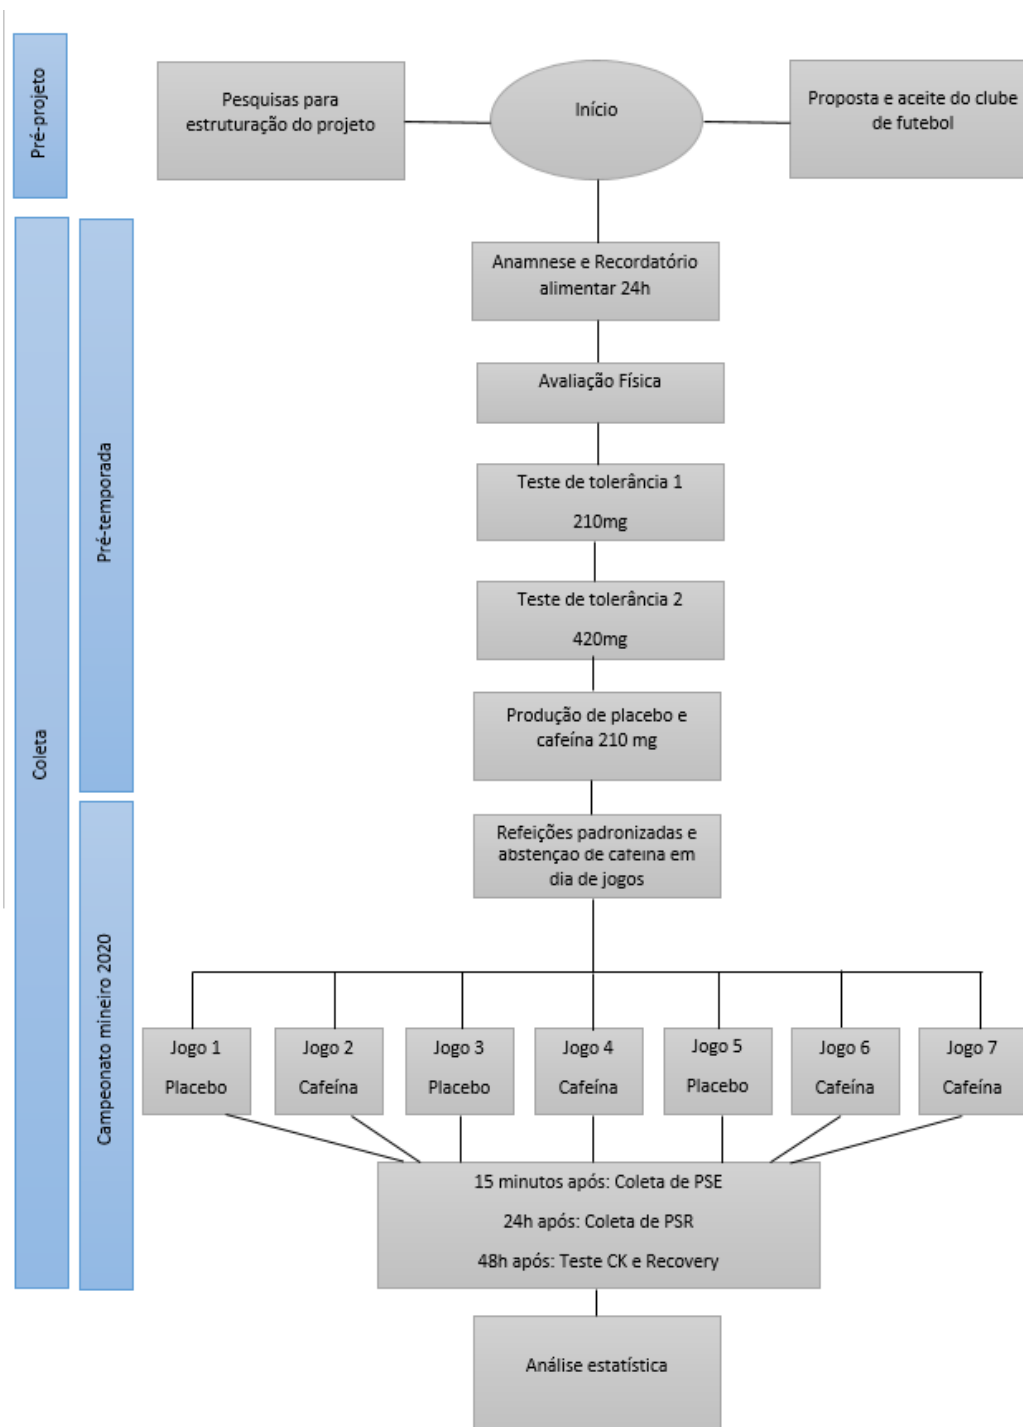 Pré-projeto
Pesquisas para
estruturação do projeto
Início
Proposta e aceite do clube
de futebol
Coleta
Pré-temporada
Anamnese e Recordatório
alimentar 24h
Avaliação Física
Teste de tolerância 1
210mg
Teste de tolerância 2
420mg
Produção de placebo e
cafeína 210 mg
Campeonato mineiro 2020
Refeições padronizadas e
abstenção de cafeína em
dia de jogos
Jogo 1
Placebo
Jogo 2
Cafeína
Jogo 3
Placebo
Jogo 4
Cafeína
Jogo 5
Placebo
Jogo 6
Cafeína
Jogo 7
Cafeína
15 minutos após: Coleta de PSE
24h após: Coleta de PSR
48h após: Teste CK e Recovery
Análise estatística